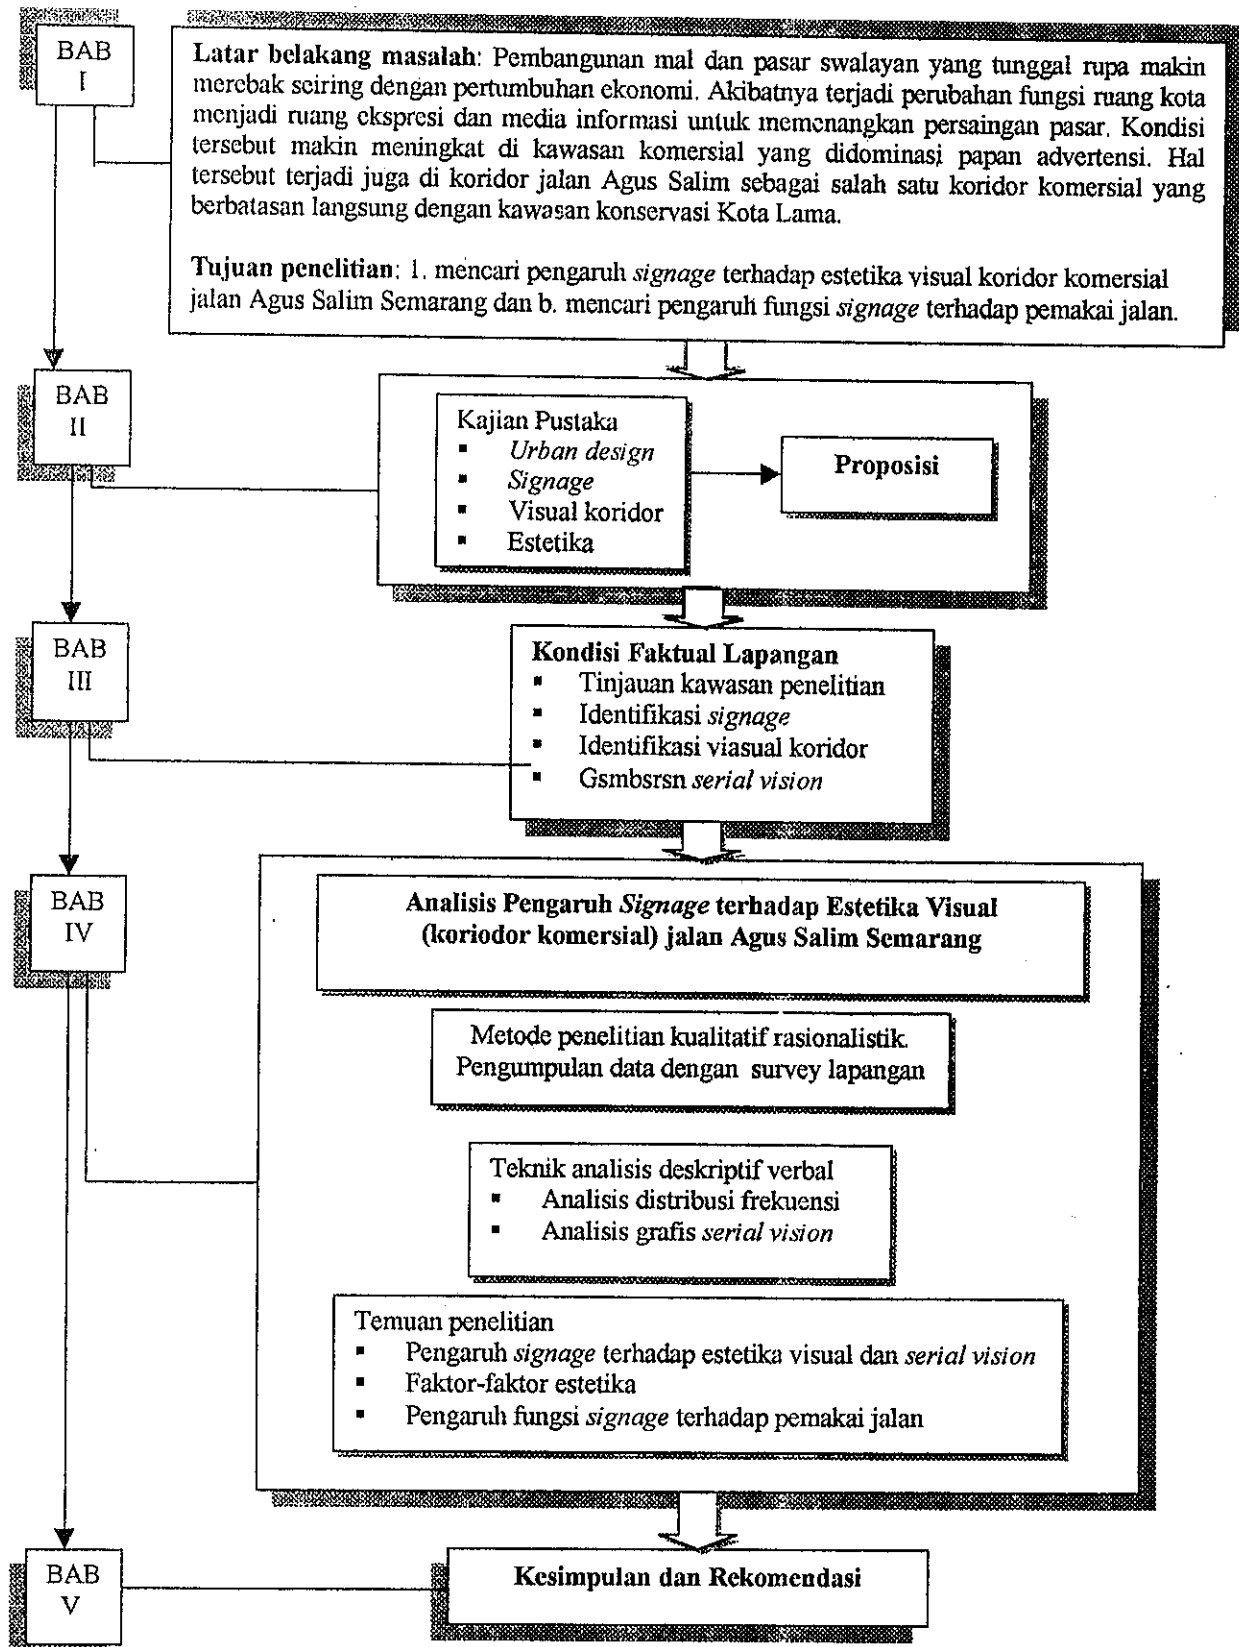 BAB
I
Latar belakang masalah: Pembangunan mal dan pasar swalayan yang tunggal rupa makin
merebak seiring dengan pertumbuhan ekonomi. Akibatnya terjadi perubahan fungsi ruang kota
menjadi ruang ekspresi dan media informasi untuk memenangkan persaingan pasar. Kondisi
tersebut makin meningkat di kawasan komersial yang didominasi papan advertensi. Hal
tersebut terjadi juga di koridor jalan Agus Salim sebagai salah satu koridor komersial yang
berbatasan langsung dengan kawasan konservasi Kota Lama.
Tujuan penelitian: 1. mencari pengaruh signage terhadap estetika visual koridor komersial
jalan Agus Salim Semarang dan b. mencari pengaruh fungsi signage terhadap pemakai jalan.
BAB
II
Kajian Pustaka
▪ Urban design
▪ Signage
▪ Visual koridor
▪ Estetika
Proposisi
BAB
III
Kondisi Faktual Lapangan
▪ Tinjauan kawasan penelitian
▪ Identifikasi signage
▪ Identifikasi viasual koridor
▪ Gsmbsrsn serial vision
BAB
IV
Analisis Pengaruh Signage terhadap Estetika Visual
(koriodor komersial) jalan Agus Salim Semarang
Metode penelitian kualitatif rasionalistik.
Pengumpulan data dengan survey lapangan
Teknik analisis deskriptif verbal
▪ Analisis distribusi frekuensi
▪ Analisis grafis serial vision
Temuan penelitian
▪ Pengaruh signage terhadap estetika visual dan serial vision
▪ Faktor-faktor estetika
▪ Pengaruh fungsi signage terhadap pemakai jalan
BAB
V
Kesimpulan dan Rekomendasi